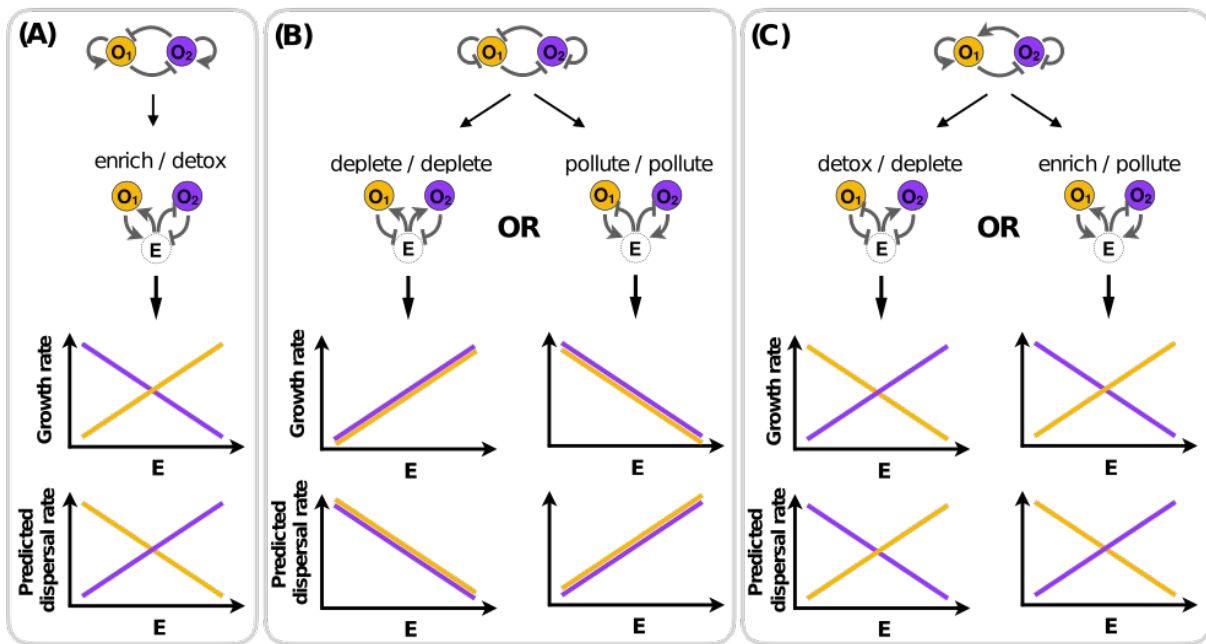 (A)
O1 O2
enrich / detox
O1 O2
E
Growth rate
E
Predicted
dispersal rate
E
(B)
O1 O2
deplete / deplete
O1 O2
E
OR
pollute / pollute
O1 O2
E
Growth rate
E
E
Predicted
dispersal rate
E
E
(C)
O1 O2
detox / deplete
O1 O2
E
OR
enrich / pollute
O1 O2
E
Growth rate
E
E
Predicted
dispersal rate
E
E